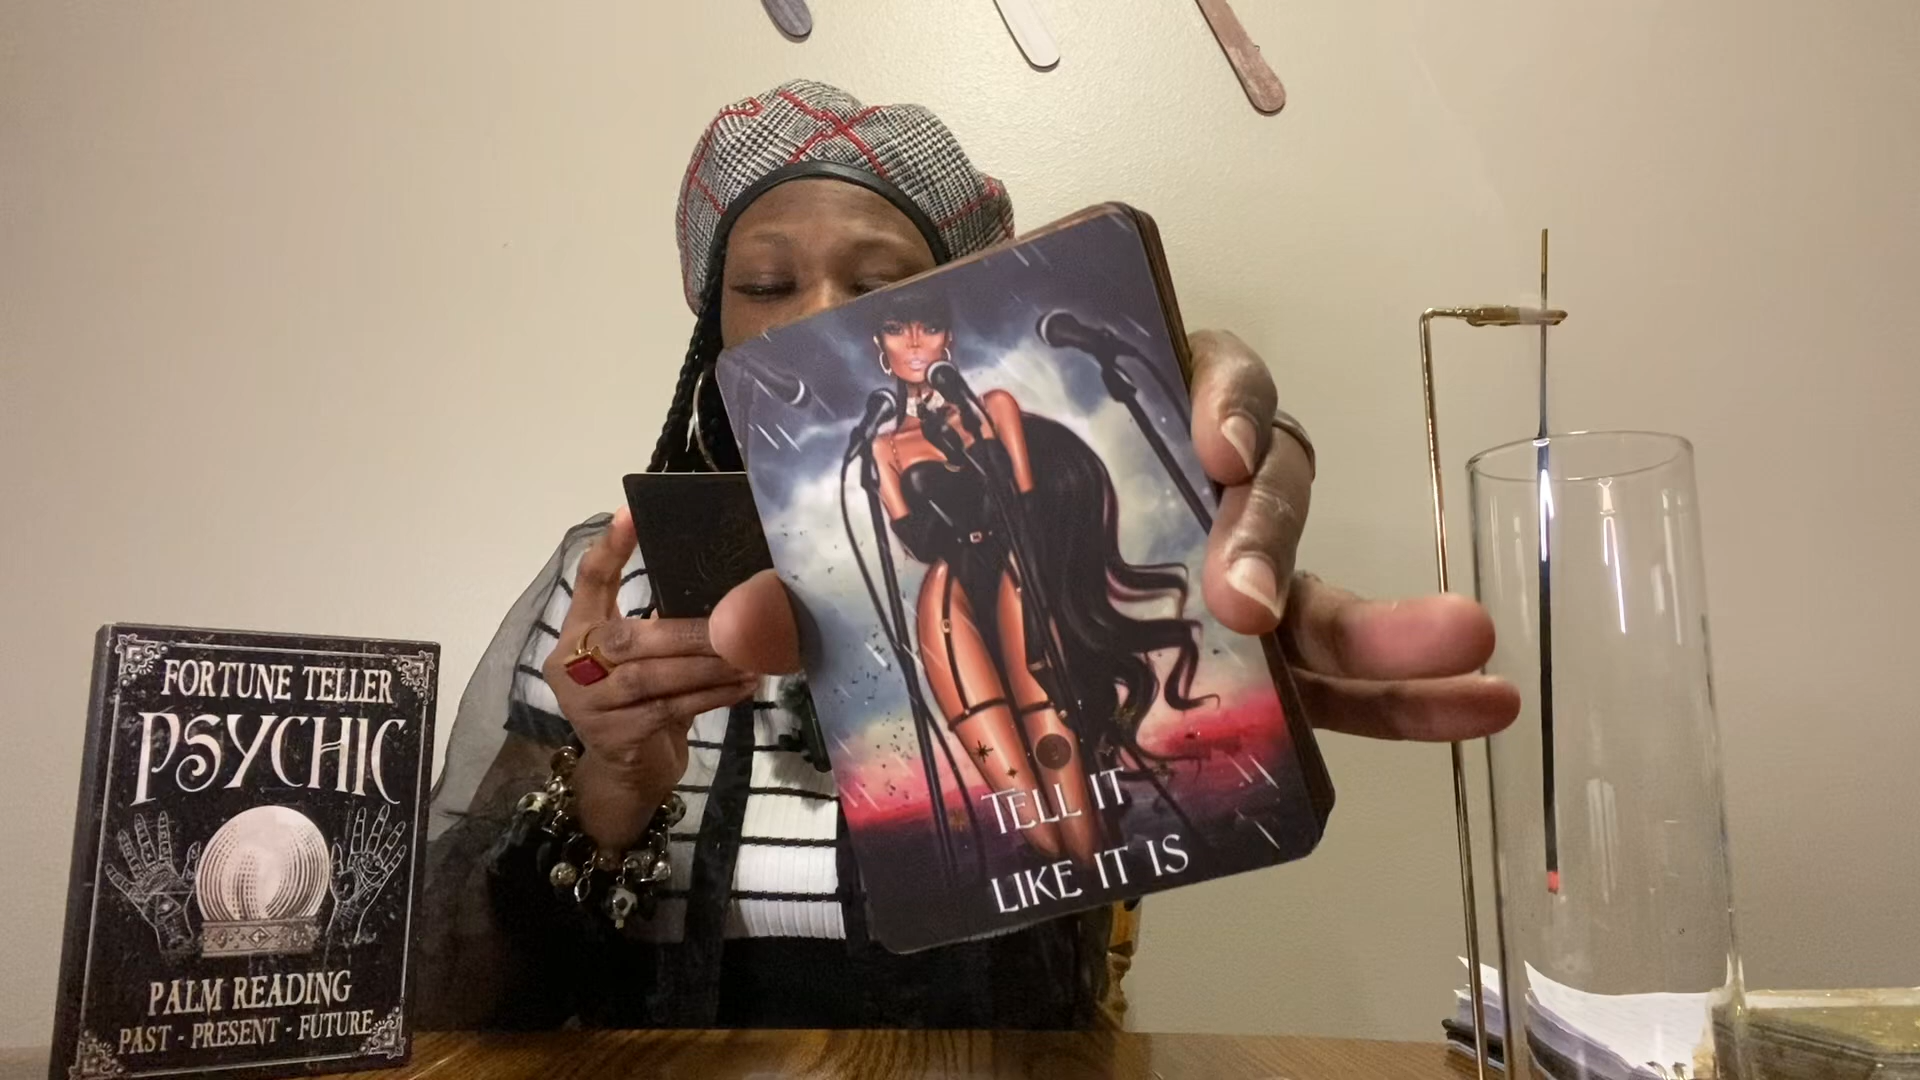 FORTUNE TELLER
PSYCHIC
PALM READING
PAST - PRESENT - FUTURE
TELL IT
LIKE IT IS